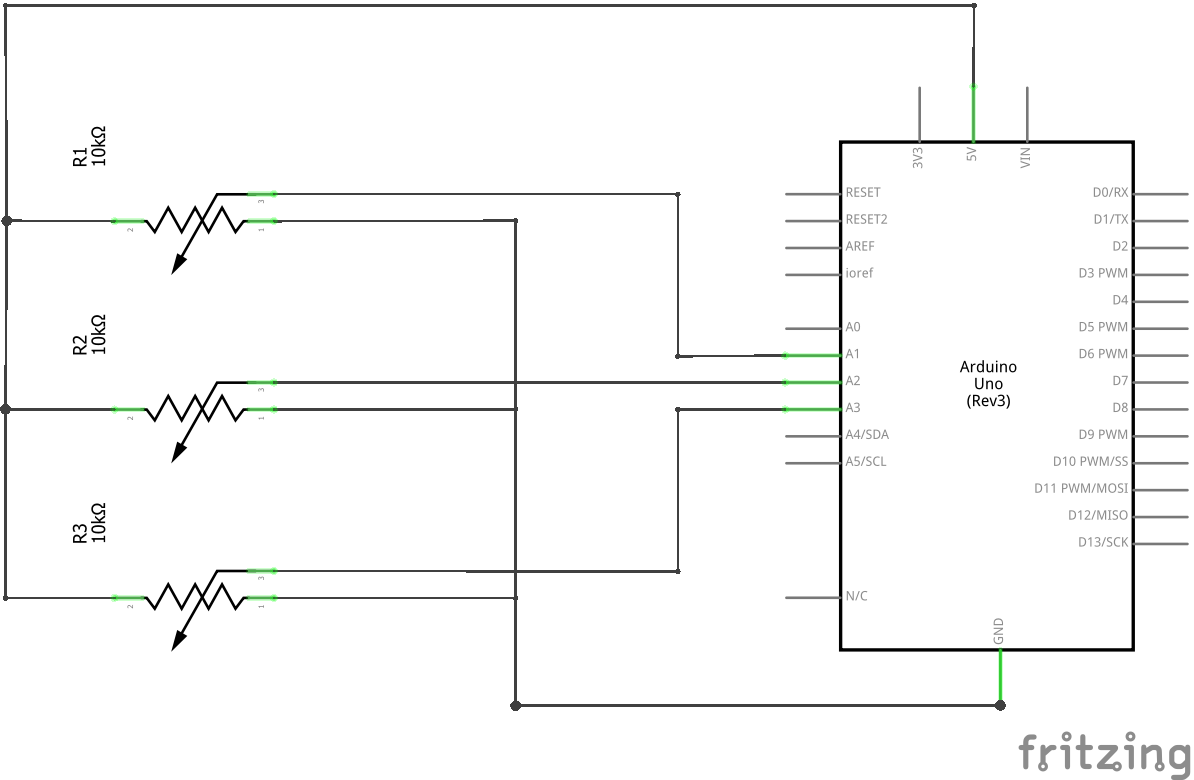 R1
10kΩ
3
2
1
R2
10kΩ
3
2
1
R3
10kΩ
3
2
1
3V3
5V
VIN
RESET
RESET2
AREF
ioref
A0
A1
A2
A3
A4/SDA
A5/SCL
N/C
Arduino
Uno
(Rev3)
D0/RX
D1/TX
D2
D3 PWM
D4
D5 PWM
D6 PWM
D7
D8
D9 PWM
D10 PWM/SS
D11 PWM/MOSI
D12/MISO
D13/SCK
GND
fritzing